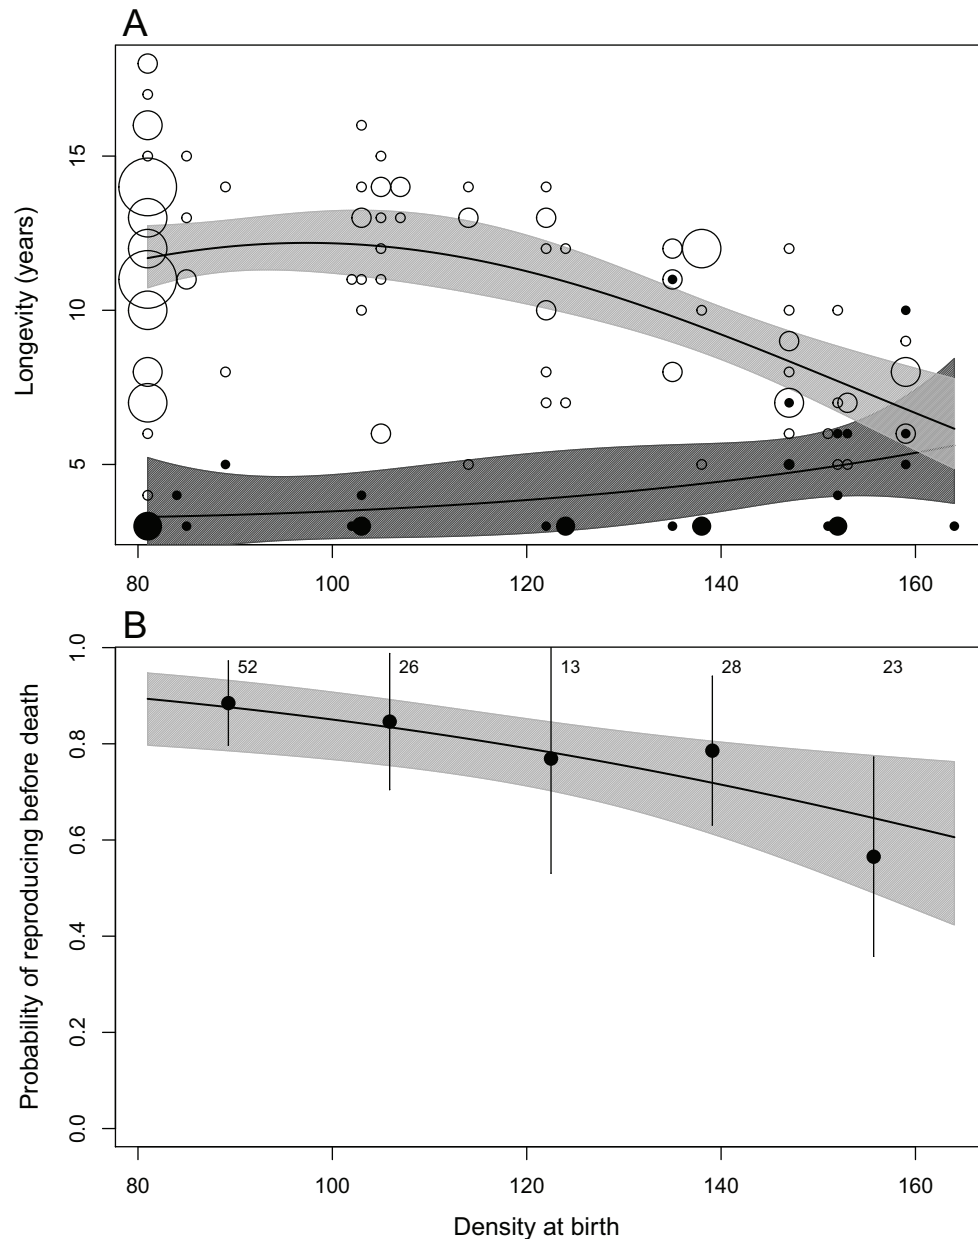 A
Longevity (years)
15
10
5
80 100 120 140 160
B
Probability of reproducing before death
1.0
52 26 13 28 23
0.8
0.6
0.4
0.2
0.0
80 100 120 140 160
Density at birth